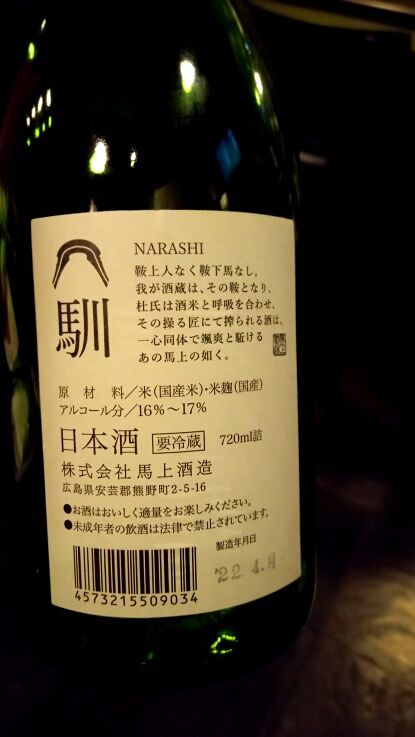 馴
NARASHI
鞍上人なく鞍下馬なし。
我が酒蔵は、その鞍となり、
杜氏は酒米と呼吸を合わせ、
その操る匠にて搾られる酒は、
一心同体で颯爽と駈ける
あの馬上の如く。
原材料／米(国産米)・米麹(国産)
アルコール分／16%〜17%
日本酒 要冷蔵 720ml詰
株式会社 馬上酒造
広島県安芸郡熊野町2-5-16
●お酒はおいしく適量をお楽しみください。
●未成年者の飲酒は法律で禁止されています。
製造年月日
'22.4.月
4573215509034